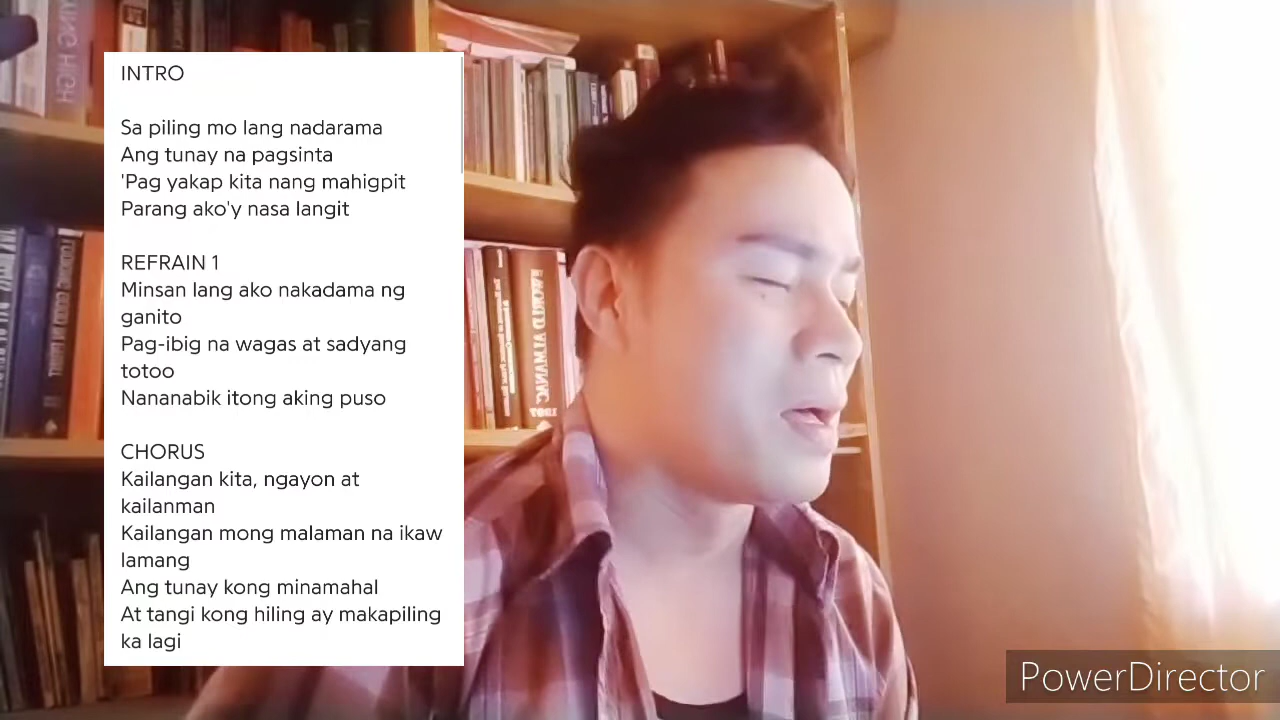 INTRO
Sa piling mo lang nadarama
Ang tunay na pagsinta
'Pag yakap kita nang mahigpit
Parang ako'y nasa langit
REFRAIN 1
Minsan lang ako nakadama ng
ganito
Pag-ibig na wagas at sadyang
totoo
Nananabik itong aking puso
CHORUS
Kailangan kita, ngayon at
kailanman
Kailangan mong malaman na ikaw
lamang
Ang tunay kong minamahal
At tangi kong hiling ay makapiling
ka lagi
WORLD ALMANAC
1997
PowerDirector